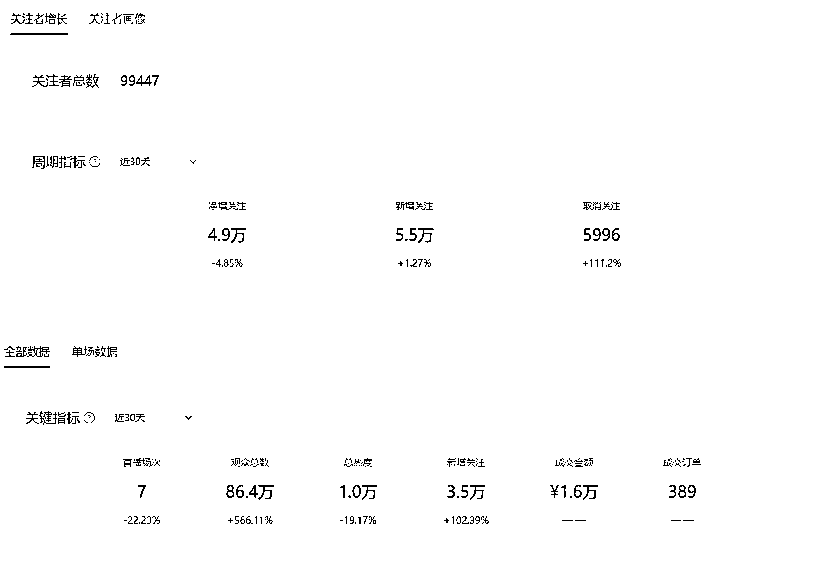 关注者增长 关注者画像
关注者总数 99447
周期指标 近30天
净增关注 新增关注 取消关注
4.9万 5.5万 5996
-4.85% +1.27% +111.2%
全部数据 单场数据
关键指标 近30天
直播场次 观众总数 总热度 新增关注 成交金额 成交订单
7 86.4万 1.0万 3.5万 ¥1.6万 389
-22.23% +566.11% -19.17% +102.39% —— ——